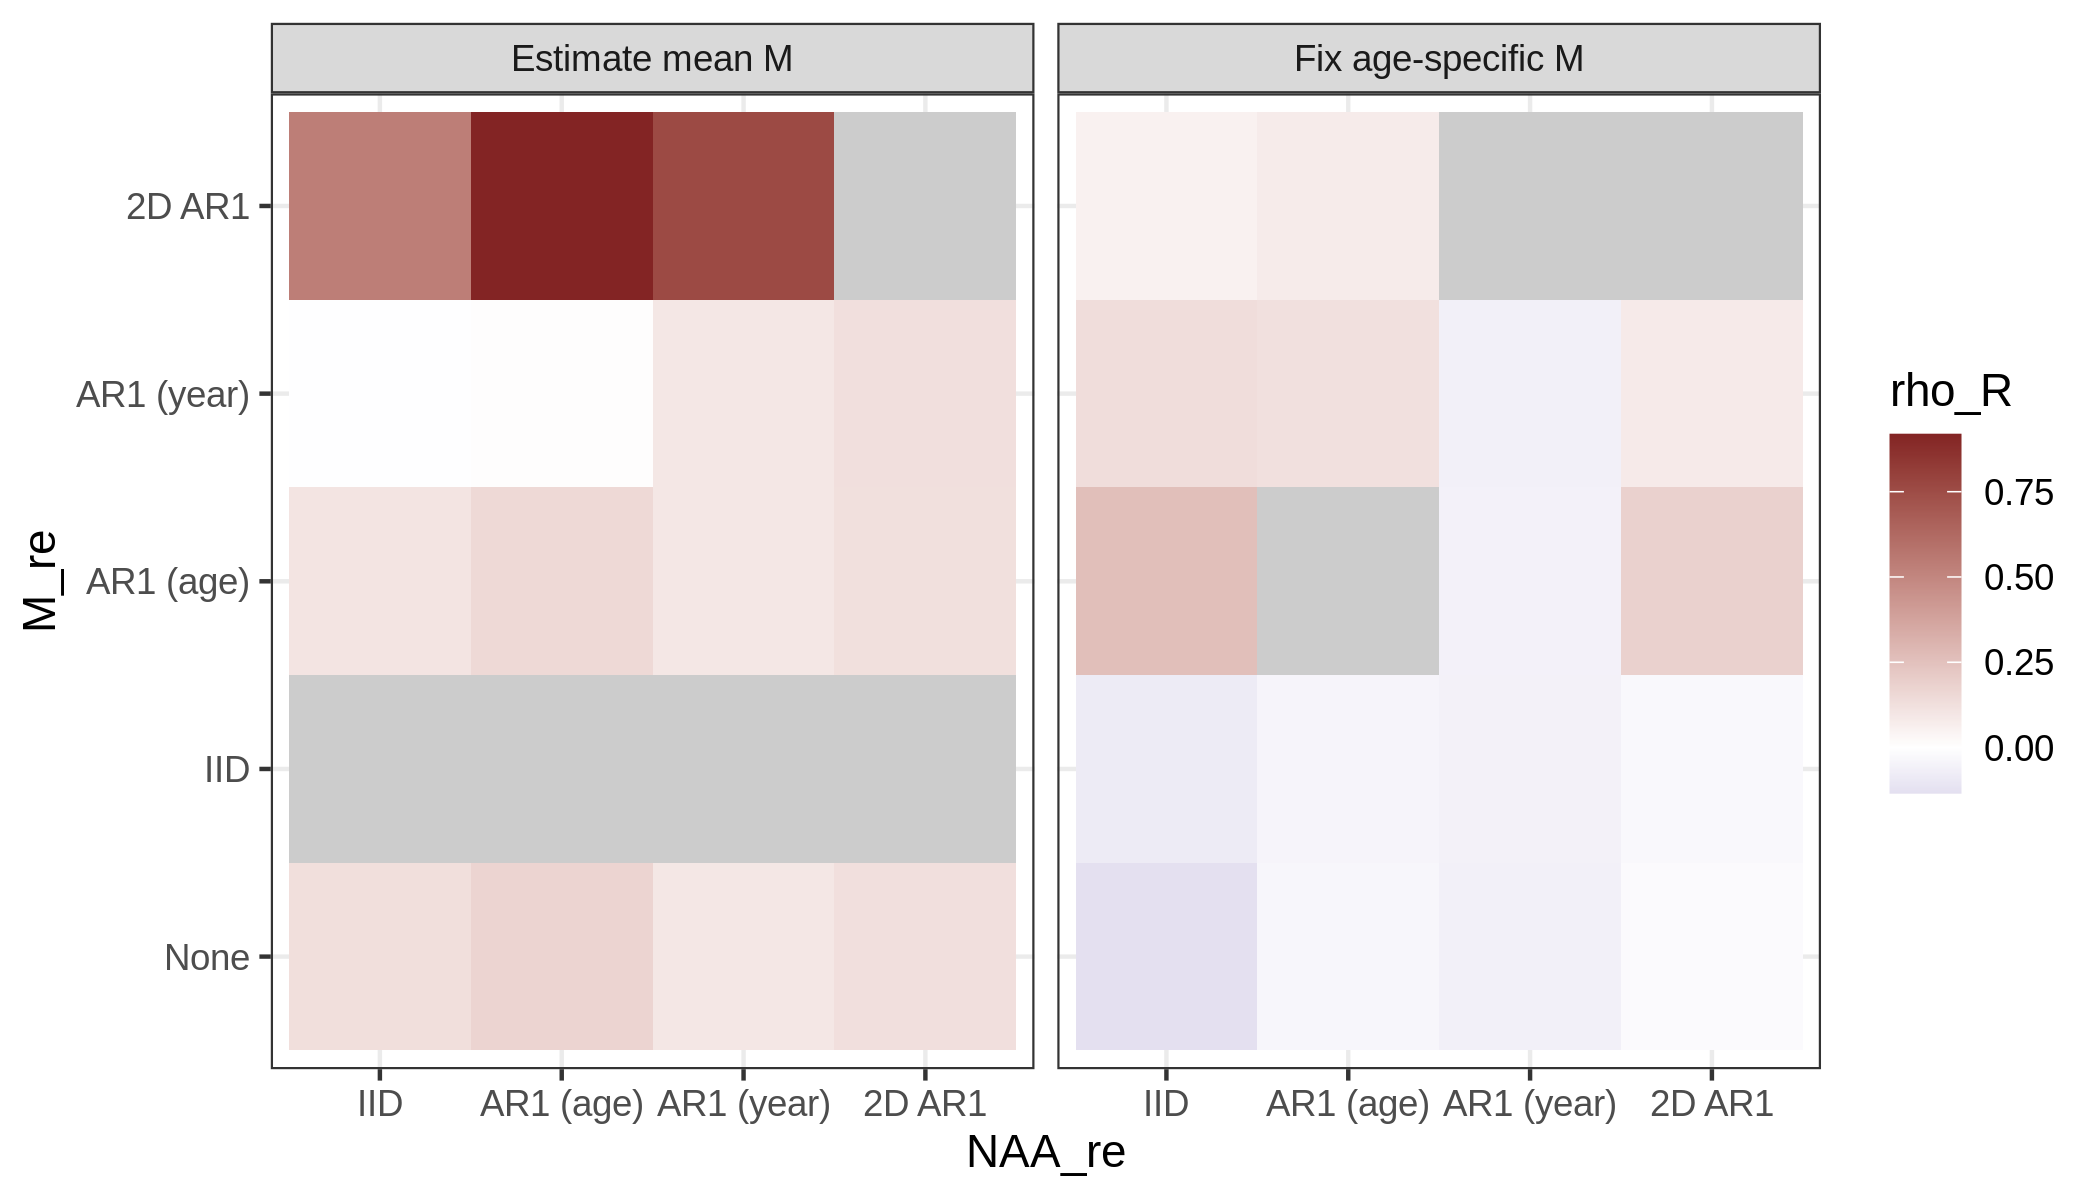 Estimate mean M
Fix age-specific M
2D AR1
AR1 (year)
AR1 (age)
IID
None
M_re
IID AR1 (age) AR1 (year) 2D AR1
IID AR1 (age) AR1 (year) 2D AR1
NAA_re
rho_R
0.75
0.50
0.25
0.00